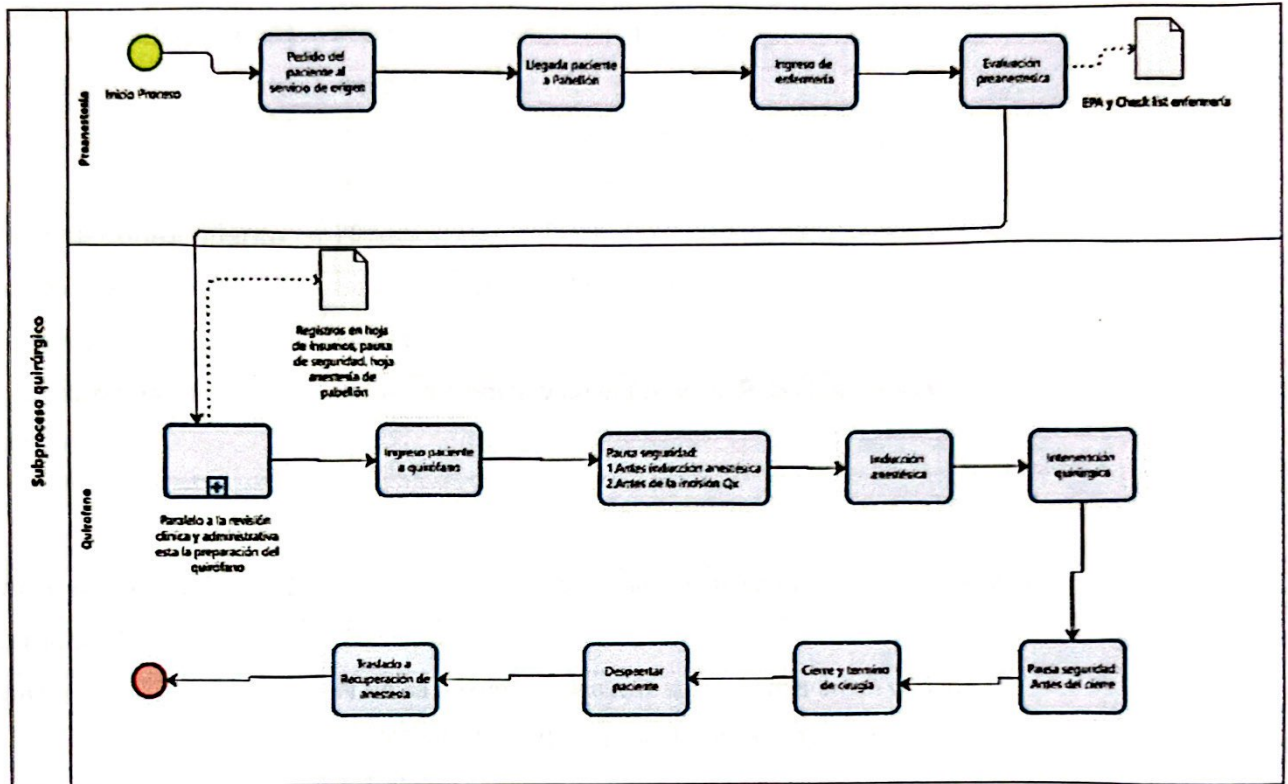 Subproceso quirúrgico
Preanestesia
Inicio Proceso
Pedido del
paciente al
servicio de origen
Llegada paciente
a Pabellón
Ingreso de
enfermería
Evaluación
preanestesica
EPA y Check list enfermería
Quirofano
Registros en hoja
de insumos, pausa
de seguridad, hoja
anestesia de
pabellón
Paralelo a la revisión
clinica y administrativa
esta la preparación del
quirófano
Ingreso paciente
a quirófano
Pausa seguridad:
1.Antes inducción anestésica
2.Antes de la incisión Qx
Inducción
anestésica
Intervención
quirúrgica
Pausa seguridad:
Antes del cierre
Cierre y termino
de cirugía
Despertar
paciente
Traslado a
Recuperación de
anestesia